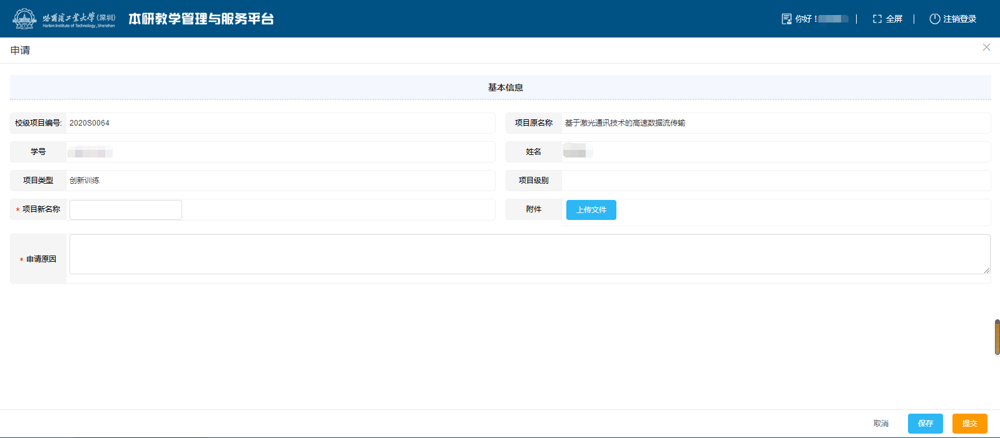 哈爾濱工業大學(深圳) 本研教学管理与服务平台 你好！ 全屏 注销登录
Harbin Institute of Technology, Shenzhen
申请
基本信息
校级项目编号: 2020S0064 项目原名称 基于激光通讯技术的高速数据流传输
学号 姓名
项目类型 创新训练 项目级别
* 项目新名称 附件 上传文件
* 申请原因
取消 保存 提交